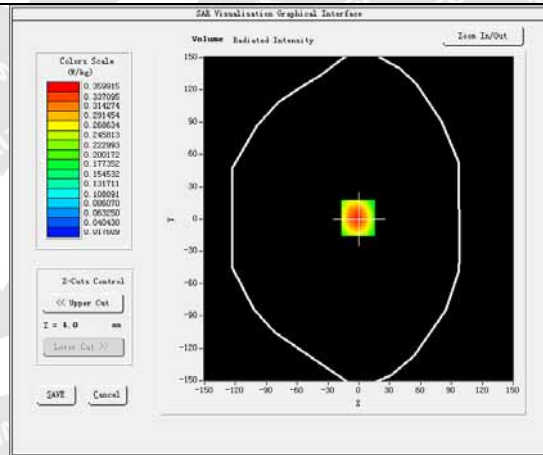 SAR Visualisation Graphical Interface
Volume Radiated Intensity
Zoom In/Out
Colors Scale
(W/kg)
0.359915
0.337095
0.314274
0.291454
0.268634
0.245813
0.222993
0.200172
0.177352
0.154532
0.131711
0.108891
0.086070
0.063250
0.040430
0.017609
Z-Cuts Control
<< Upper Cut
Z = 4.0 mm
Lower Cut >>
SAVE
Cancel
150-
120-
90-
60-
30-
0-
-30-
-60-
-90-
-120-
-150-
Y
-150 -120 -90 -60 -30 0 30 60 90 120 150
X